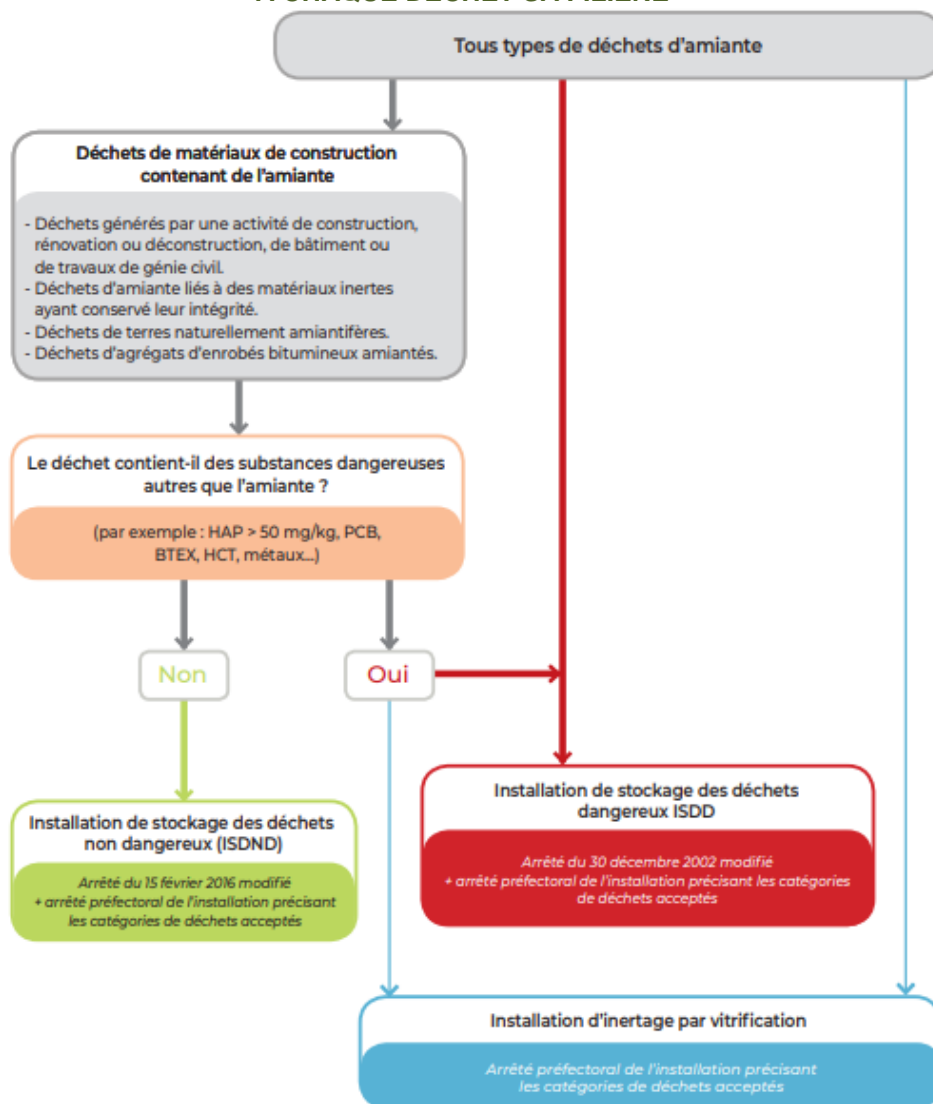 Tous types de déchets d'amiante
Déchets de matériaux de construction
contenant de l'amiante
- Déchets générés par une activité de construction,
rénovation ou déconstruction, de bâtiment ou
de travaux de génie civil.
- Déchets d'amiante liés à des matériaux inertes
ayant conservé leur intégrité.
- Déchets de terres naturellement amiantifères.
- Déchets d'agrégats d'enrobés bitumineux amiantés.
Le déchet contient-il des substances dangereuses
autres que l'amiante ?
(par exemple : HAP > 50 mg/kg, PCB,
BTEX, HCT, métaux...)
Non
Oui
Installation de stockage des déchets
non dangereux (ISDND)
Arrêté du 15 février 2016 modifié
+ arrêté préfectoral de l'installation précisant
les catégories de déchets acceptés
Installation de stockage des déchets
dangereux ISDD
Arrêté du 30 décembre 2002 modifié
+ arrêté préfectoral de l'installation précisant les catégories
de déchets acceptés
Installation d'inertage par vitrification
Arrêté préfectoral de l'installation précisant
les catégories de déchets acceptés